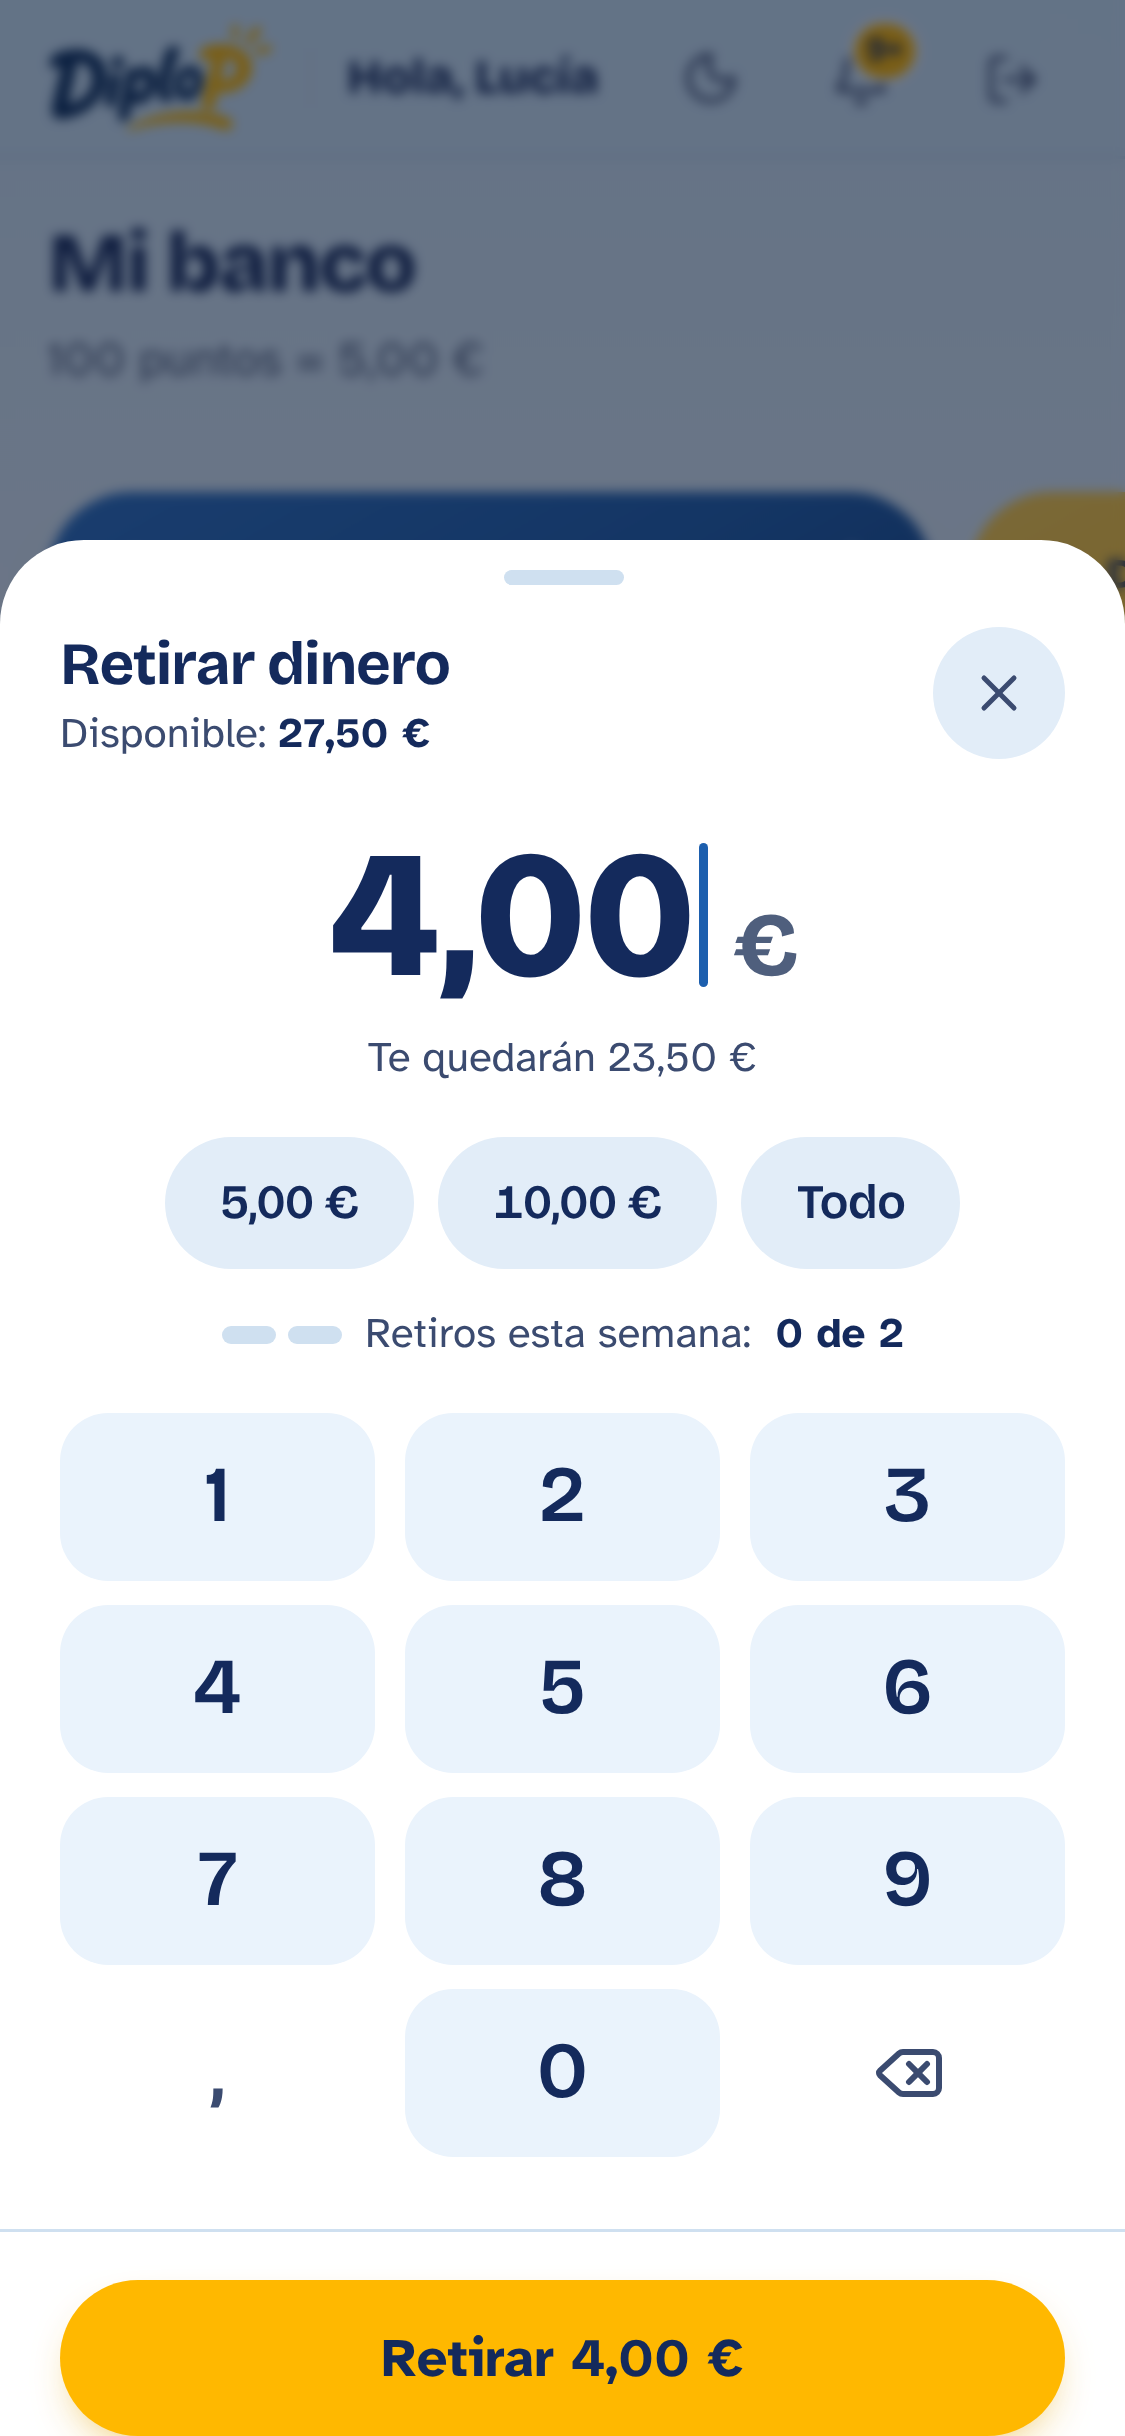 DiploP
Hola, Lucía
9+
Mi banco
100 puntos = 5,00 €
Retirar dinero
Disponible: 27,50 €
4,00 €
Te quedarán 23,50 €
5,00 € 10,00 € Todo
Retiros esta semana: 0 de 2
1 2 3
4 5 6
7 8 9
, 0
Retirar 4,00 €